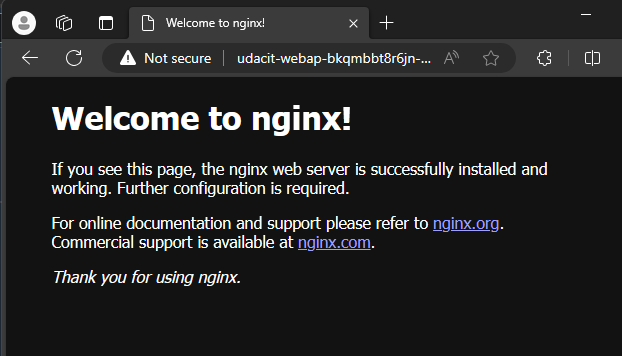 Welcome to nginx!
Not secure
udacit-webap-bkqmbbt8r6jn-...
Welcome to nginx!
If you see this page, the nginx web server is successfully installed and
working. Further configuration is required.
For online documentation and support please refer to nginx.org.
Commercial support is available at nginx.com.
Thank you for using nginx.